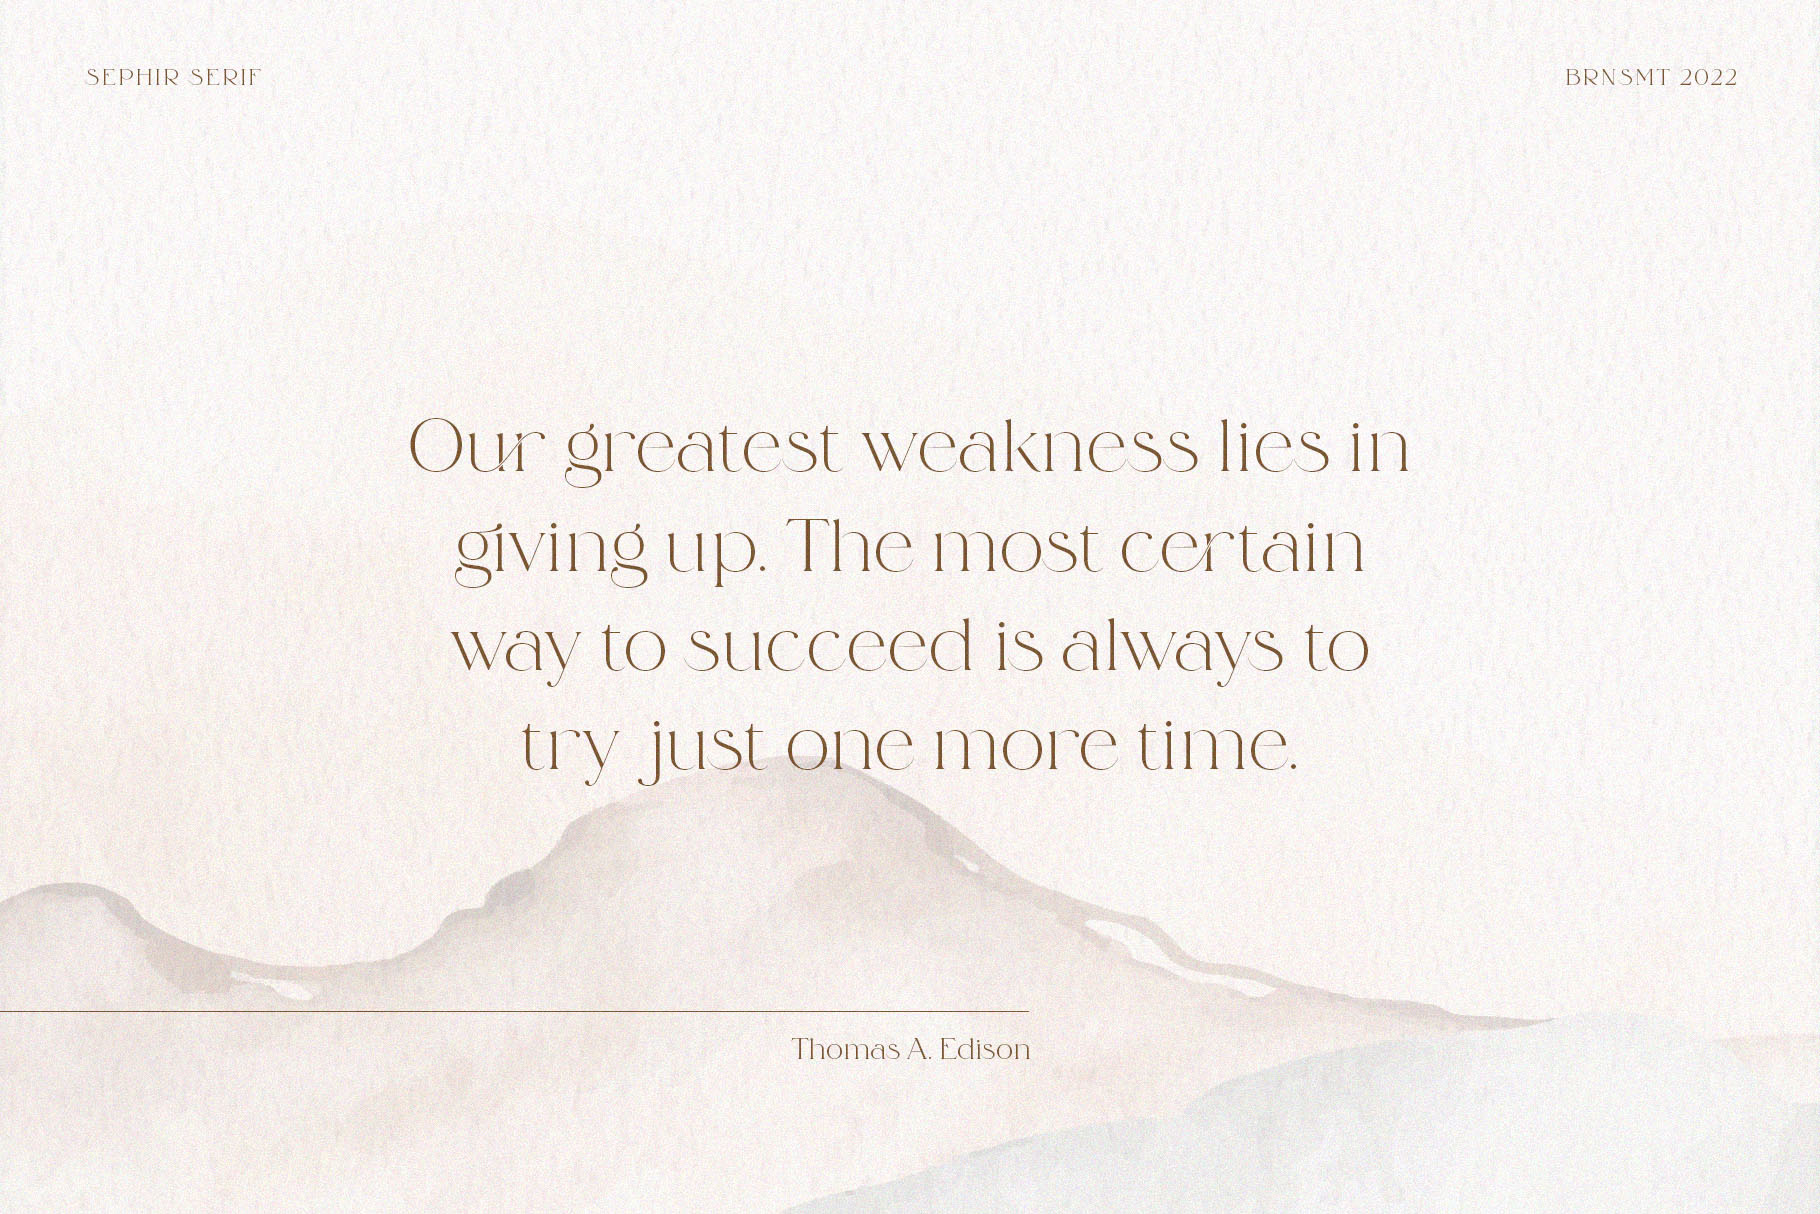 SEPHIR SERIF
BRNSMT 2022
Our greatest weakness lies in
giving up. The most certain
way to succeed is always to
try just one more time.
Thomas A. Edison